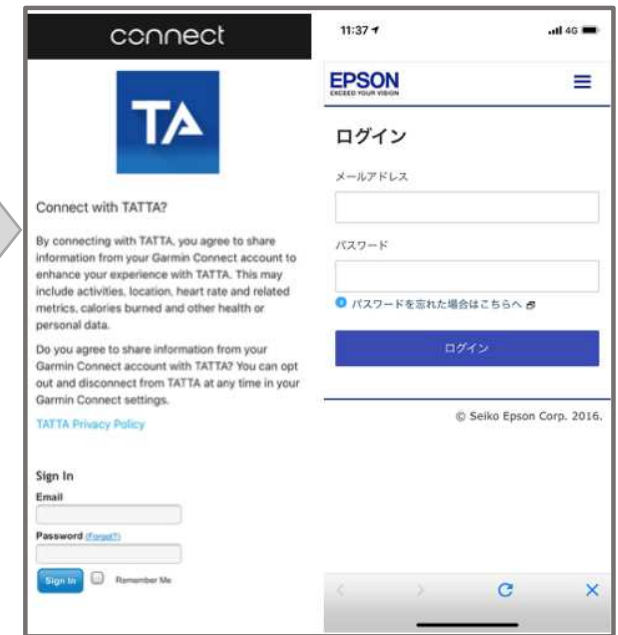 connect
TA
Connect with TATTA?
By connecting with TATTA, you agree to share
information from your Garmin Connect account to
enhance your experience with TATTA. This may
include activities, location, heart rate and related
metrics, calories burned and other health or
personal data.
Do you agree to share information from your
Garmin Connect account with TATTA? You can opt
out and disconnect from TATTA at any time in your
Garmin Connect settings.
TATTA Privacy Policy
Sign In
Email
Password (Forgot?)
Sign In Remember Me
11:37 4G
EPSON
EXCEED YOUR VISION
ログイン
メールアドレス
パスワード
パスワードを忘れた場合はこちらへ
ログイン
© Seiko Epson Corp. 2016.